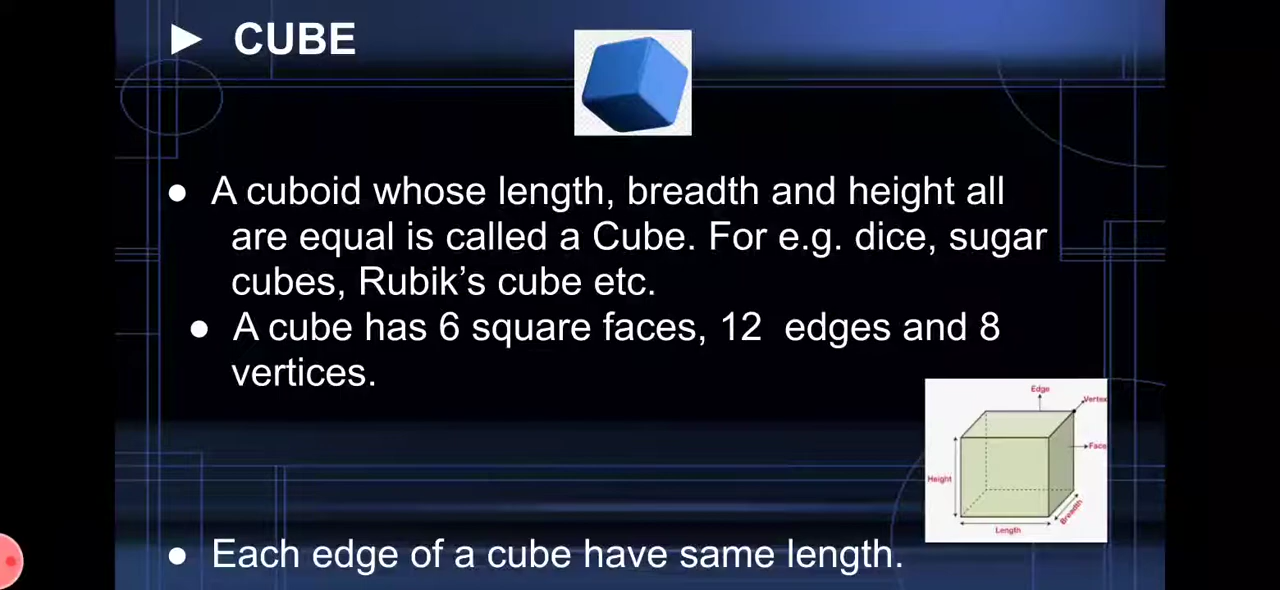 ► CUBE
● A cuboid whose length, breadth and height all
are equal is called a Cube. For e.g. dice, sugar
cubes, Rubik’s cube etc.
● A cube has 6 square faces, 12  edges and 8
vertices.
Edge
Vertex
Face
Height
Breadth
Length
● Each edge of a cube have same length.